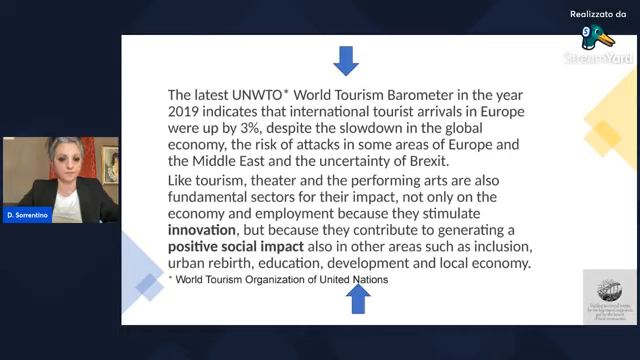 Realizzato da
StreamYard
The latest UNWTO* World Tourism Barometer in the year
2019 indicates that international tourist arrivals in Europe
were up by 3%, despite the slowdown in the global
economy, the risk of attacks in some areas of Europe and
the Middle East and the uncertainty of Brexit.
Like tourism, theater and the performing arts are also
fundamental sectors for their impact, not only on the
economy and employment because they stimulate
innovation, but because they contribute to generating a
positive social impact also in other areas such as inclusion,
urban rebirth, education, development and local economy.
* World Tourism Organization of United Nations
D. Sorrentino